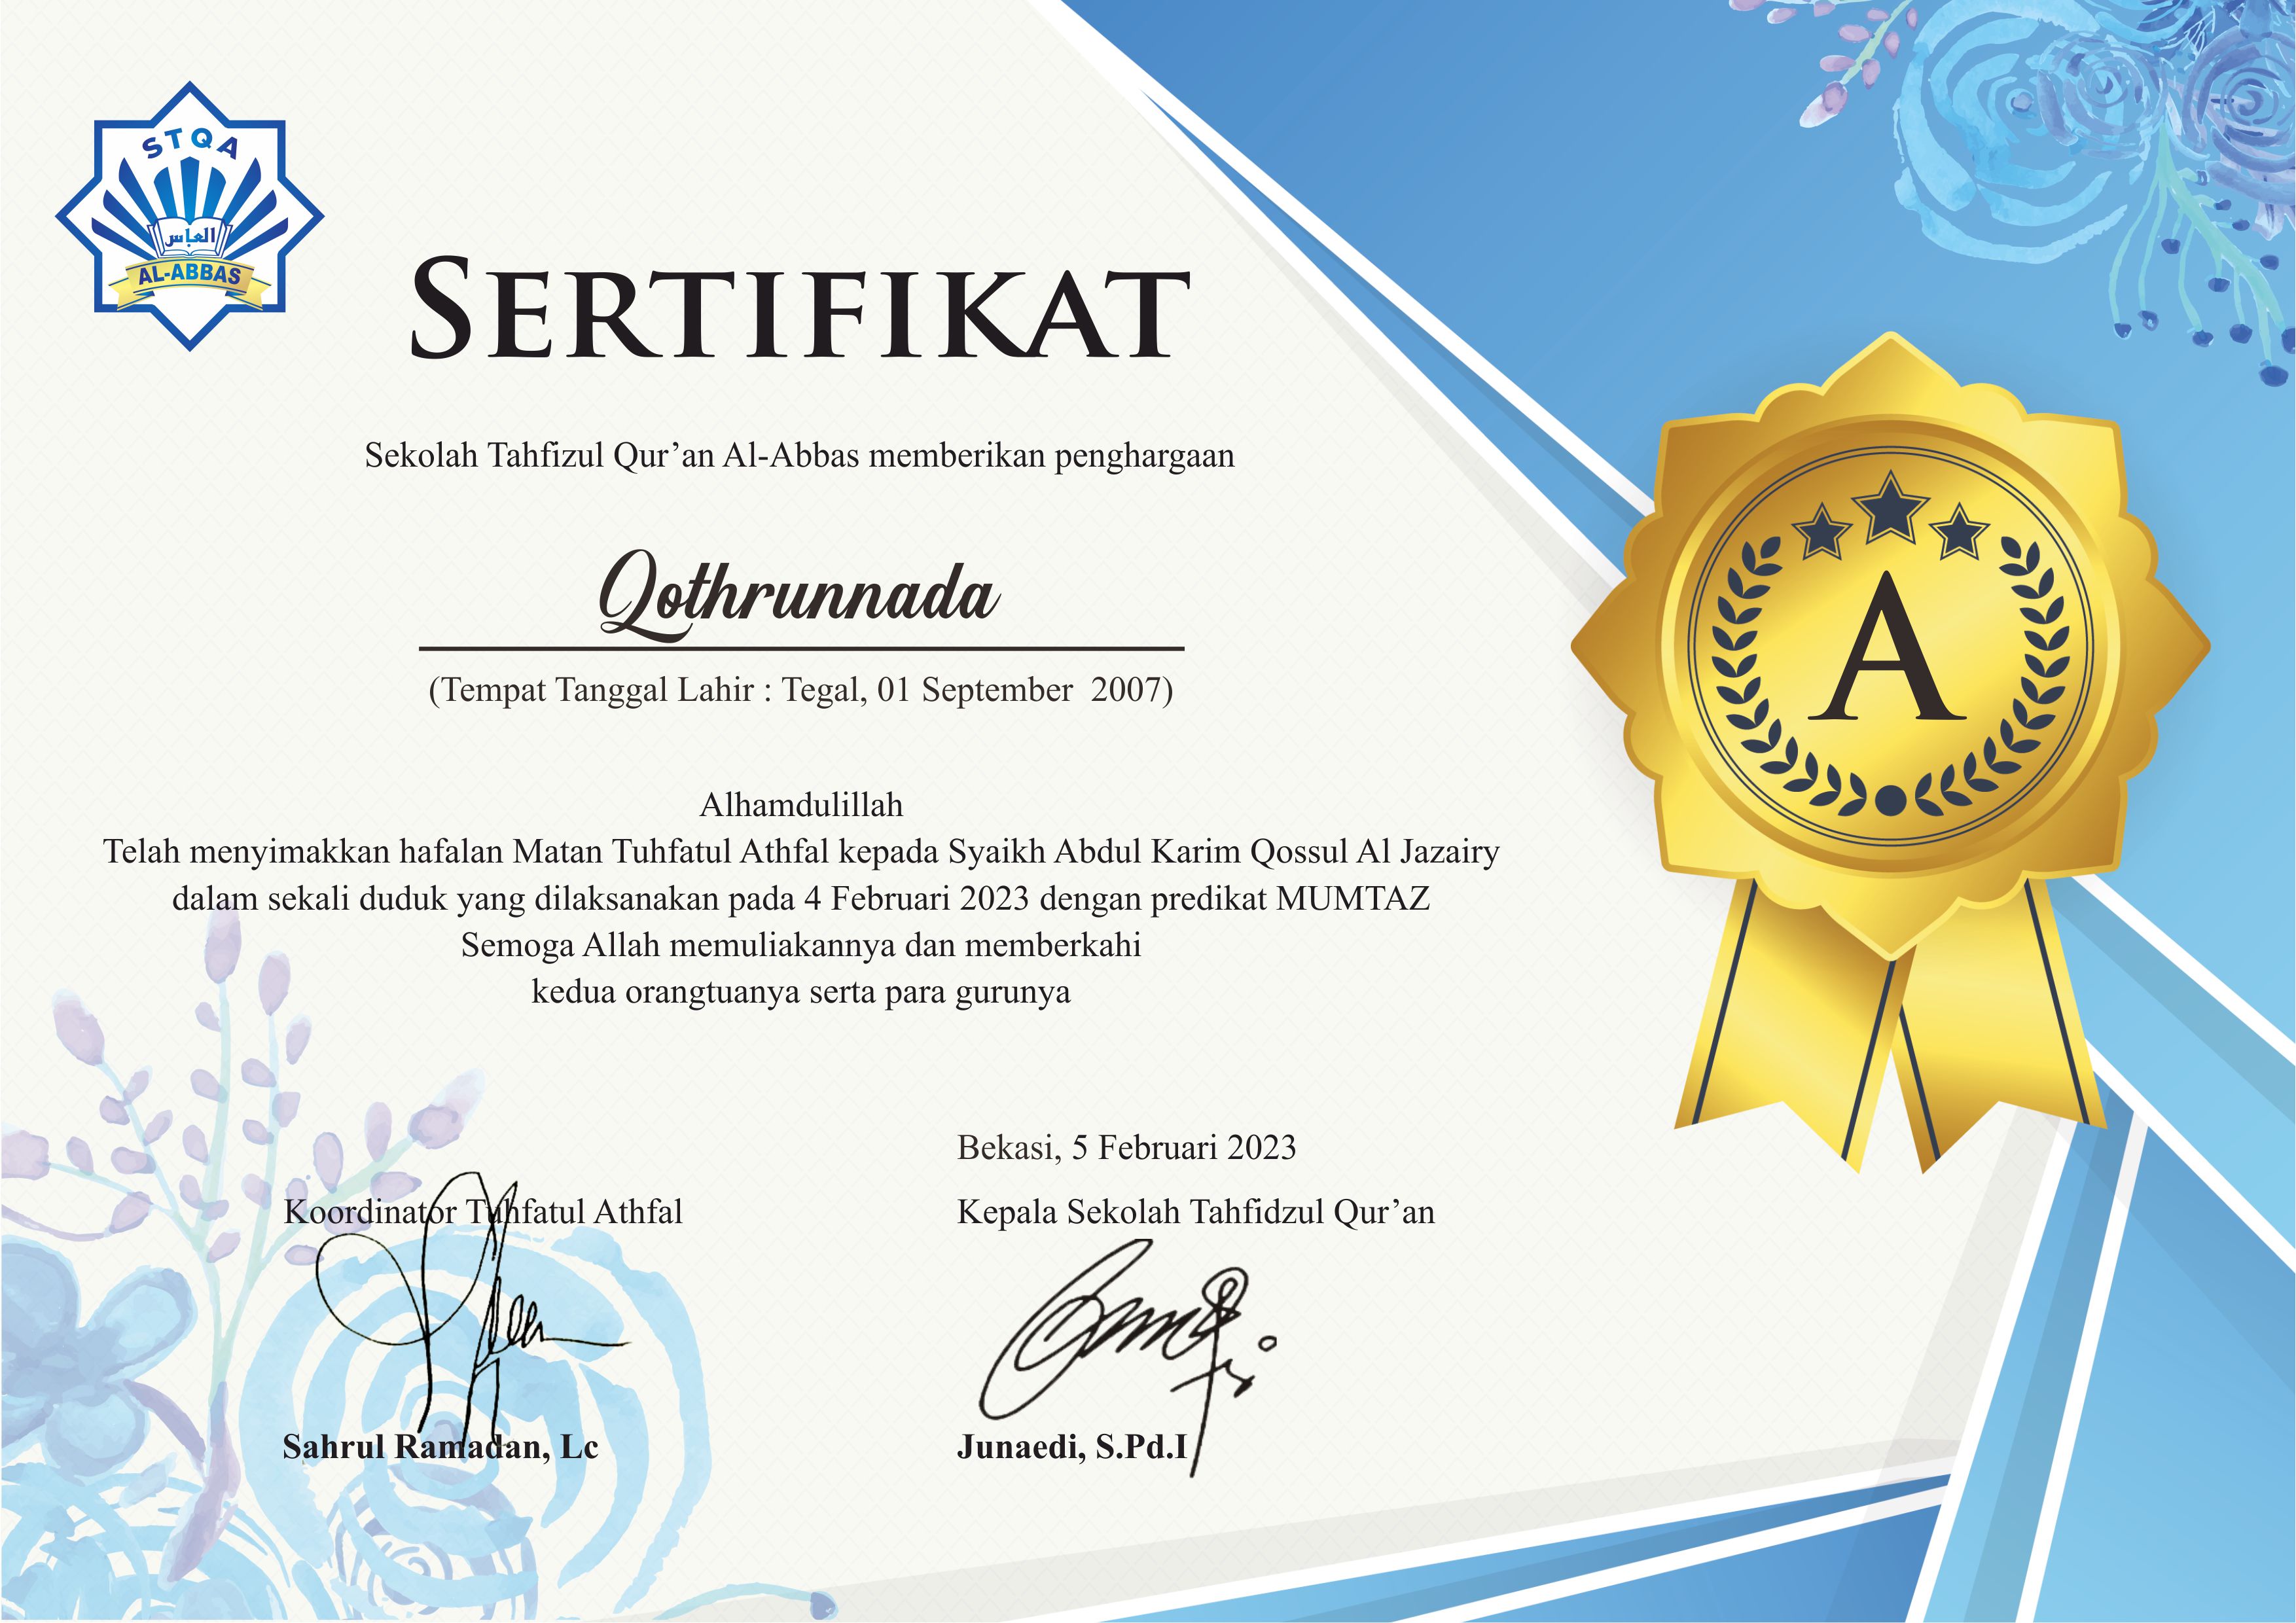 STQA
العباس
AL-ABBAS
SERTIFIKAT
Sekolah Tahfizul Qur’an Al-Abbas memberikan penghargaan
Qothrunnada
(Tempat Tanggal Lahir : Tegal, 01 September  2007)
A
Alhamdulillah
Telah menyimakkan hafalan Matan Tuhfatul Athfal kepada Syaikh Abdul Karim Qossul Al Jazairy
dalam sekali duduk yang dilaksanakan pada 4 Februari 2023 dengan predikat MUMTAZ
Semoga Allah memuliakannya dan memberkahi
kedua orangtuanya serta para gurunya
Bekasi, 5 Februari 2023
Koordinator Tuhfatul Athfal
Kepala Sekolah Tahfidzul Qur’an
Sahrul Ramadan, Lc
Junaedi, S.Pd.I